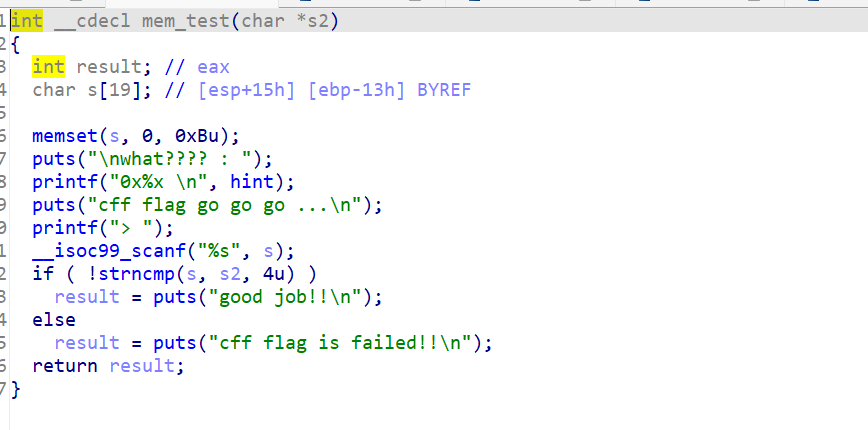 1 int __cdecl mem_test(char *s2)
2 {
3 int result; // eax
4 char s[19]; // [esp+15h] [ebp-13h] BYREF
5
6 memset(s, 0, 0xBu);
7 puts("\nwhat???? : ");
8 printf("0x%x \n", hint);
9 puts("cff flag go go go ...\n");
0 printf("> ");
1 __isoc99_scanf("%s", s);
2 if ( !strncmp(s, s2, 4u) )
3 result = puts("good job!!\n");
4 else
5 result = puts("cff flag is failed!!\n");
6 return result;
7 }